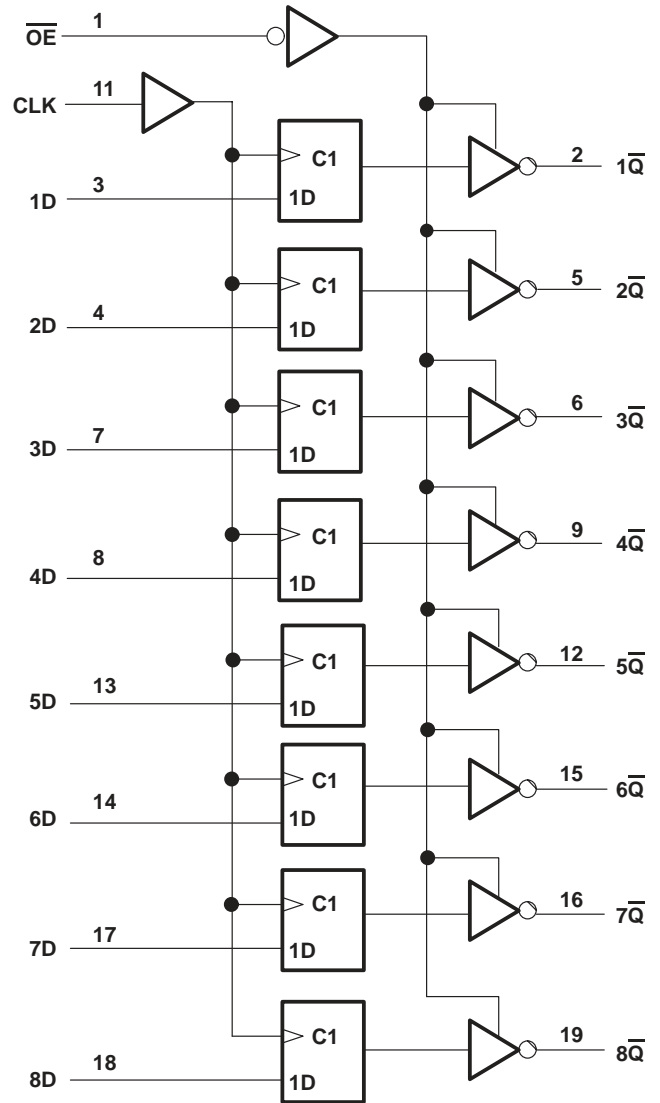 O̅E̅ 1
CLK 11
C1
1D 3 1D 2 1Q̅
C1
2D 4 1D 5 2Q̅
C1
3D 7 1D 6 3Q̅
C1
4D 8 1D 9 4Q̅
C1
5D 13 1D 12 5Q̅
C1
6D 14 1D 15 6Q̅
C1
7D 17 1D 16 7Q̅
C1
8D 18 1D 19 8Q̅